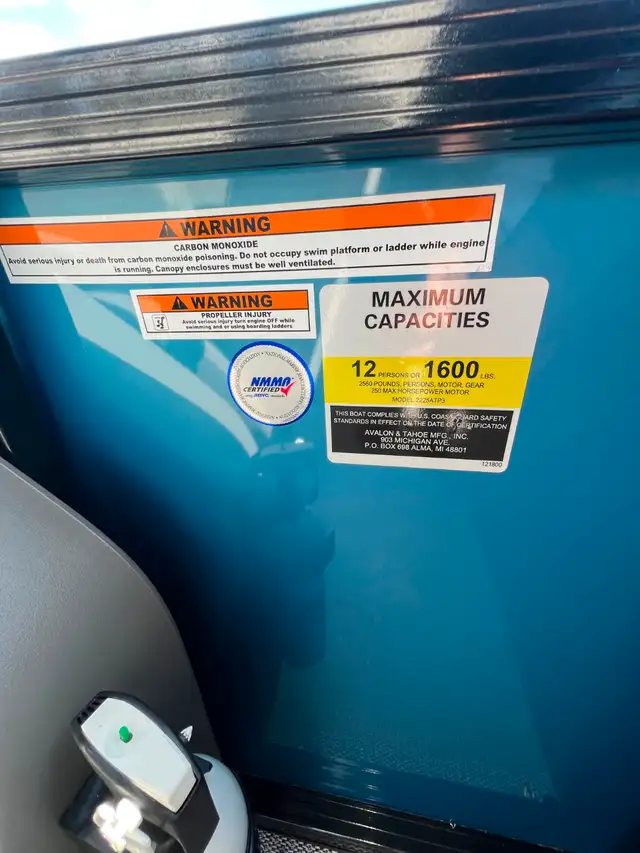 WARNING
CARBON MONOXIDE
Avoid serious injury or death from carbon monoxide poisoning. Do not occupy swim platform or ladder while engine
is running. Canopy enclosures must be well ventilated.
WARNING
PROPELLER INJURY
Avoid serious injury turn engine OFF while
swimming and or using boarding ladders
NMMA
CERTIFIED
MAXIMUM
CAPACITIES
12 PERSONS OR 1600 LBS.
2560 POUNDS, PERSONS, MOTOR, GEAR
250 MAX HORSEPOWER MOTOR
MODEL 2225ATP3
THIS BOAT COMPLIES WITH U.S. COAST GUARD SAFETY
STANDARDS IN EFFECT ON THE DATE OF CERTIFICATION
AVALON & TAHOE MFG., INC.
903 MICHIGAN AVE.
P.O. BOX 698 ALMA, MI 48801
121800